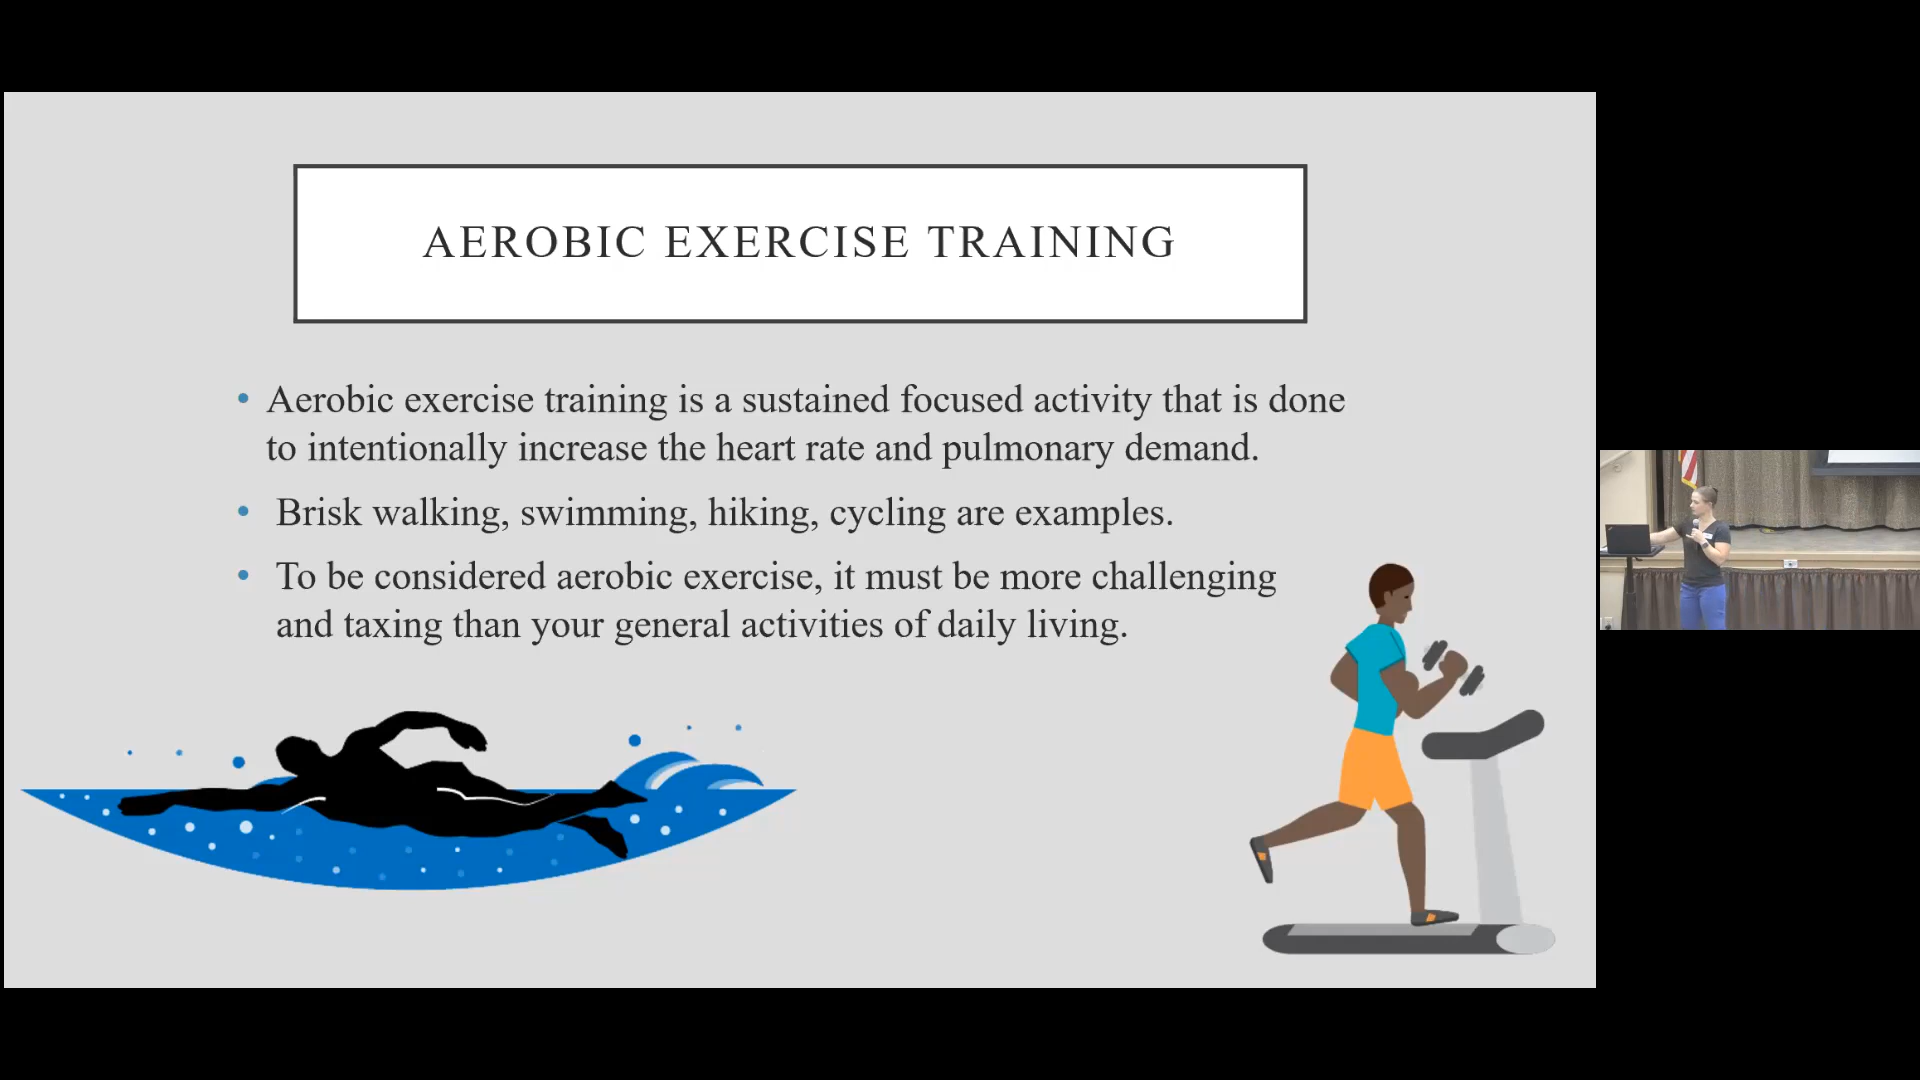 AEROBIC EXERCISE TRAINING
• Aerobic exercise training is a sustained focused activity that is done
to intentionally increase the heart rate and pulmonary demand.
• Brisk walking, swimming, hiking, cycling are examples.
• To be considered aerobic exercise, it must be more challenging
and taxing than your general activities of daily living.